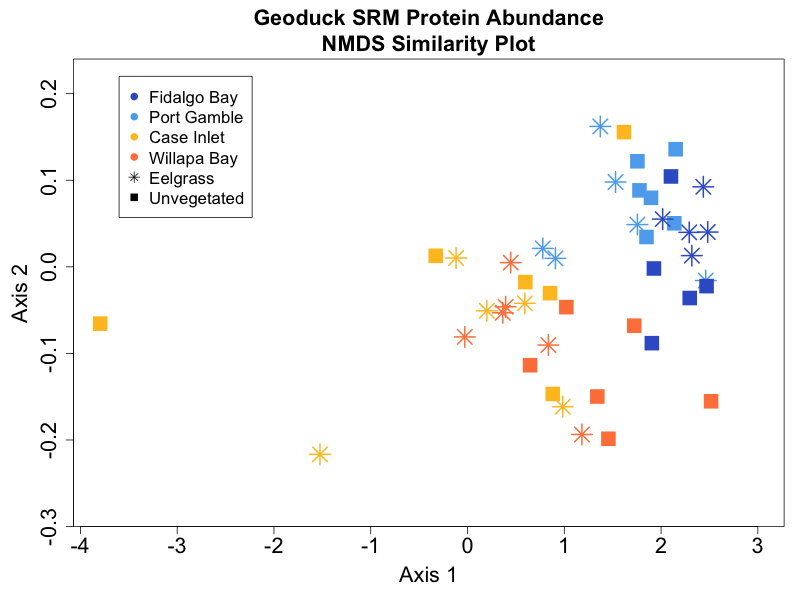 Geoduck SRM Protein Abundance
NMDS Similarity Plot
Fidalgo Bay
Port Gamble
Case Inlet
Willapa Bay
Eelgrass
Unvegetated
0.2
0.1
0.0
-0.1
-0.2
-0.3
Axis 2
-4 -3 -2 -1 0 1 2 3
Axis 1